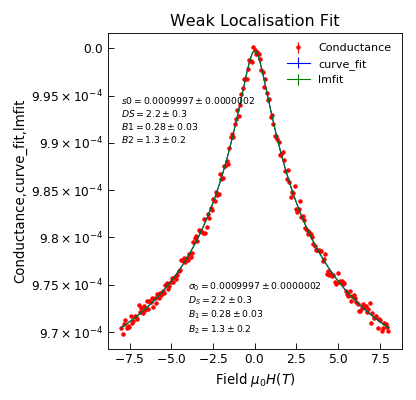 Weak Localisation Fit
Conductance,curve_fit,lmfit
0.0
9.95 × 10⁻⁴
9.9 × 10⁻⁴
9.85 × 10⁻⁴
9.8 × 10⁻⁴
9.75 × 10⁻⁴
9.7 × 10⁻⁴
Conductance
curve_fit
lmfit
s0 = 0.0009997 ± 0.0000002
DS = 2.2 ± 0.3
B1 = 0.28 ± 0.03
B2 = 1.3 ± 0.2
σ₀ = 0.0009997 ± 0.0000002
Dₛ = 2.2 ± 0.3
B₁ = 0.28 ± 0.03
B₂ = 1.3 ± 0.2
−7.5 −5.0 −2.5 0.0 2.5 5.0 7.5
Field μ₀H(T)